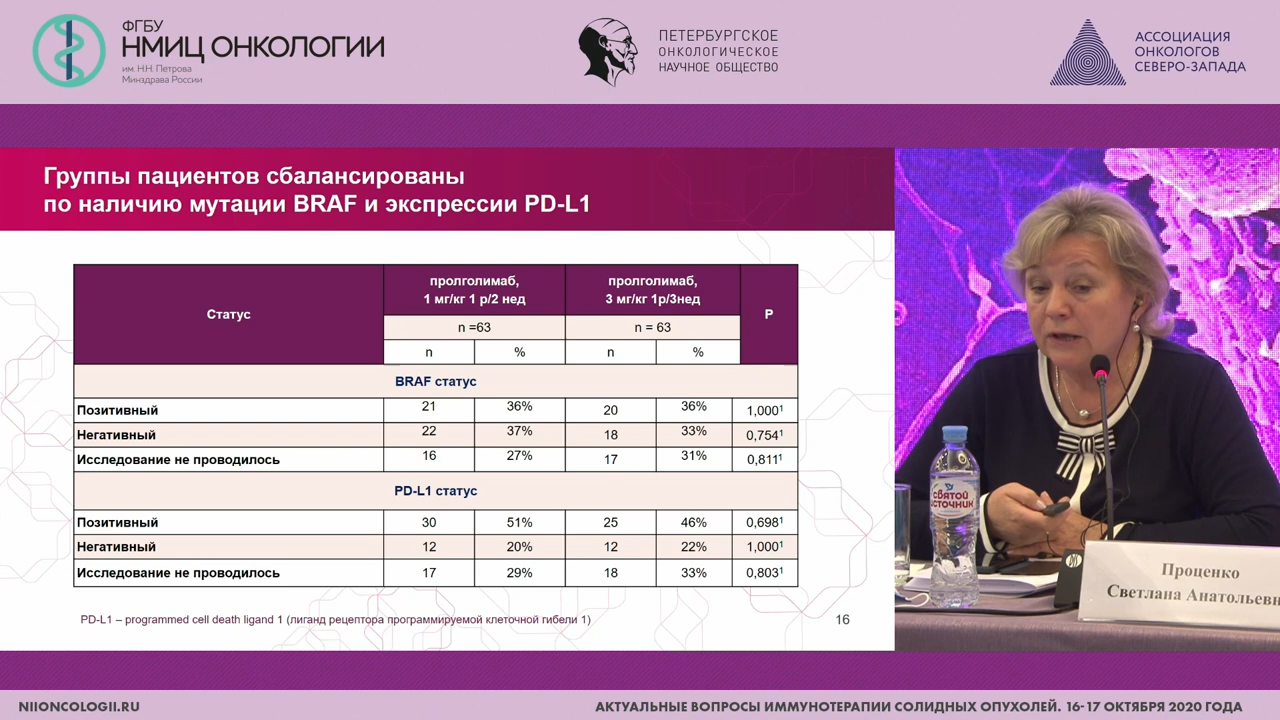 ФГБУ
НМИЦ ОНКОЛОГИИ
им. Н.Н. Петрова
Минздрава России
ПЕТЕРБУРГСКОЕ
ОНКОЛОГИЧЕСКОЕ
НАУЧНОЕ ОБЩЕСТВО
АССОЦИАЦИЯ
ОНКОЛОГОВ
СЕВЕРО-ЗАПАДА
Группы пациентов сбалансированы
по наличию мутации BRAF и экспрессии PD-L1
Статус
пролголимаб,
1 мг/кг 1 р/2 нед
пролголимаб,
3 мг/кг 1р/3нед
P
n =63
n = 63
n % n %
BRAF статус
Позитивный 21 36% 20 36% 1,000¹
Негативный 22 37% 18 33% 0,754¹
Исследование не проводилось 16 27% 17 31% 0,811¹
PD-L1 статус
Позитивный 30 51% 25 46% 0,698¹
Негативный 12 20% 12 22% 1,000¹
Исследование не проводилось 17 29% 18 33% 0,803¹
PD-L1 – programmed cell death ligand 1 (лиганд рецептора программируемой клеточной гибели 1)
16
СВЯТОЙ
ИСТОЧНИК
Проценко
Светлана Анатольевн
NIIONCOLOGII.RU
АКТУАЛЬНЫЕ ВОПРОСЫ ИММУНОТЕРАПИИ СОЛИДНЫХ ОПУХОЛЕЙ. 16-17 ОКТЯБРЯ 2020 ГОДА